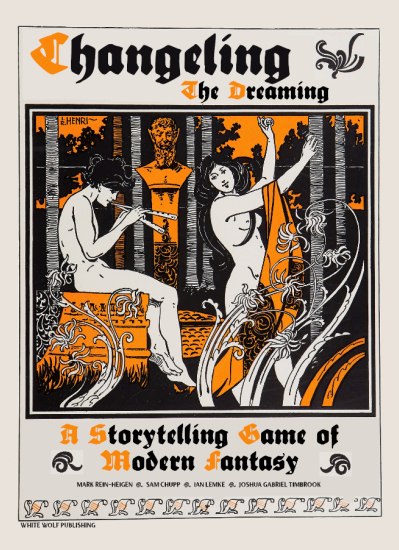 Changeling
The Dreaming
HENRI
A Storytelling Game of
Modern Fantasy
MARK REIN-HEIGEN @. SAM CHUPP @. IAN LEMKE @. JOSHUA GABRIEL TIMBROOK
WHITE WOLF PUBLISHING